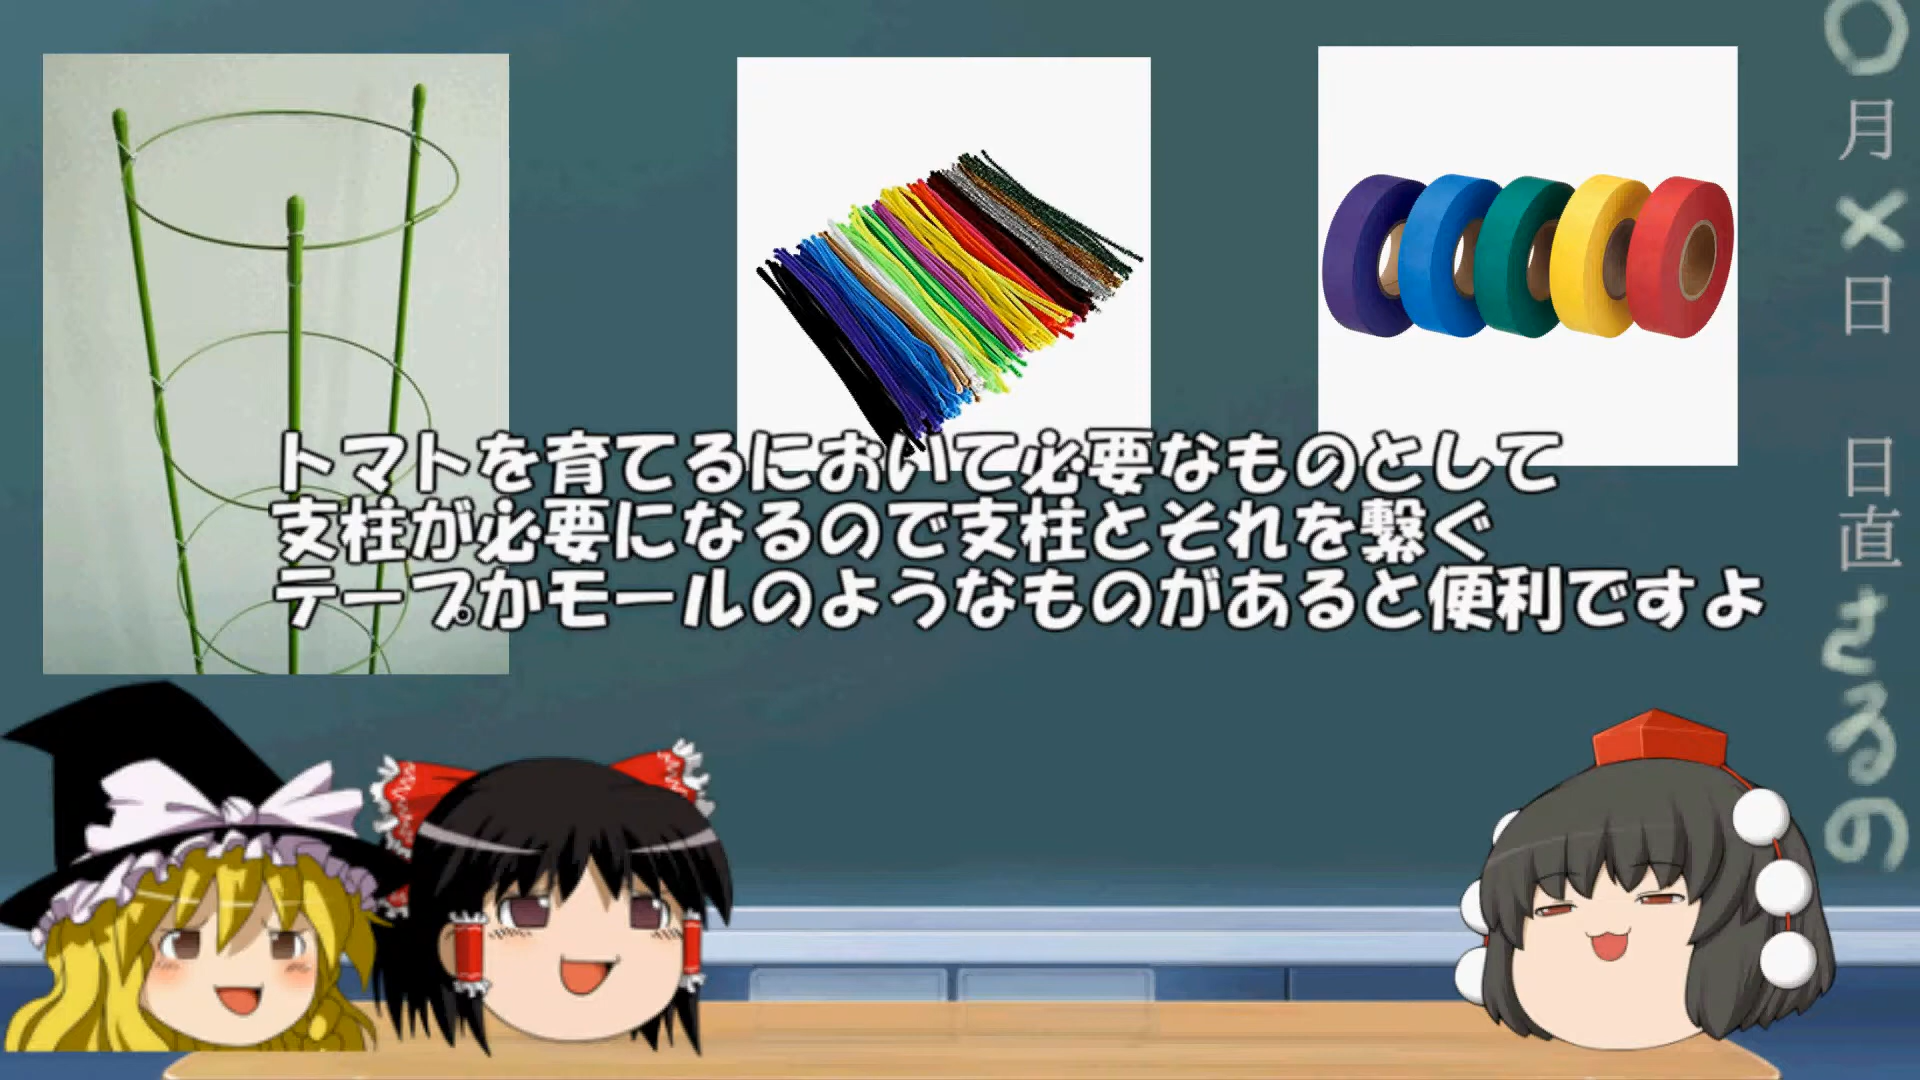 トマトを育てるにおいて必要なものとして
支柱が必要になるので支柱とそれを繋ぐ
テープかモールのようなものがあると便利ですよ
〇月×日 日直さるの